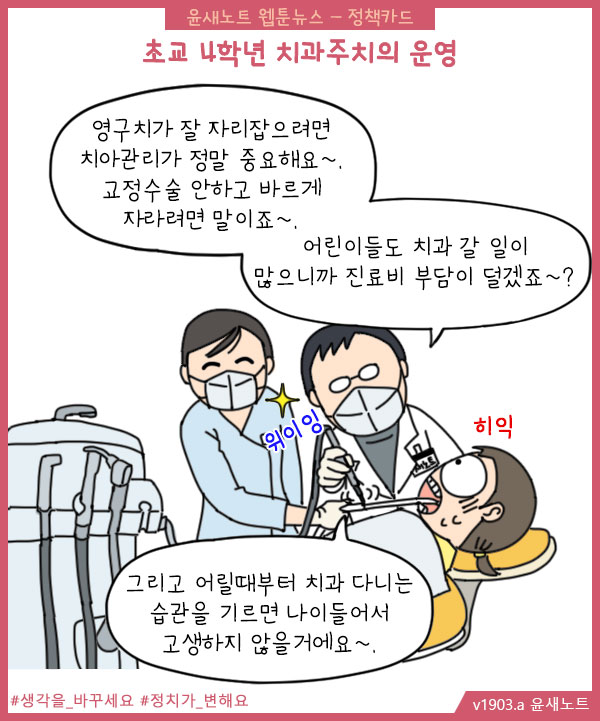 윤새노트 웹툰뉴스 - 정책카드
초교 4학년 치과주치의 운영
영구치가 잘 자리잡으려면
치아관리가 정말 중요해요~.
고정수술 안하고 바르게
자라려면 말이죠~.
어린이들도 치과 갈 일이
많으니까 진료비 부담이 덜겠죠~?
위이잉
히익
그리고 어릴때부터 치과 다니는
습관을 기르면 나이들어서
고생하지 않을거에요~.
#생각을_바꾸세요 #정치가_변해요
v1903.a 윤새노트